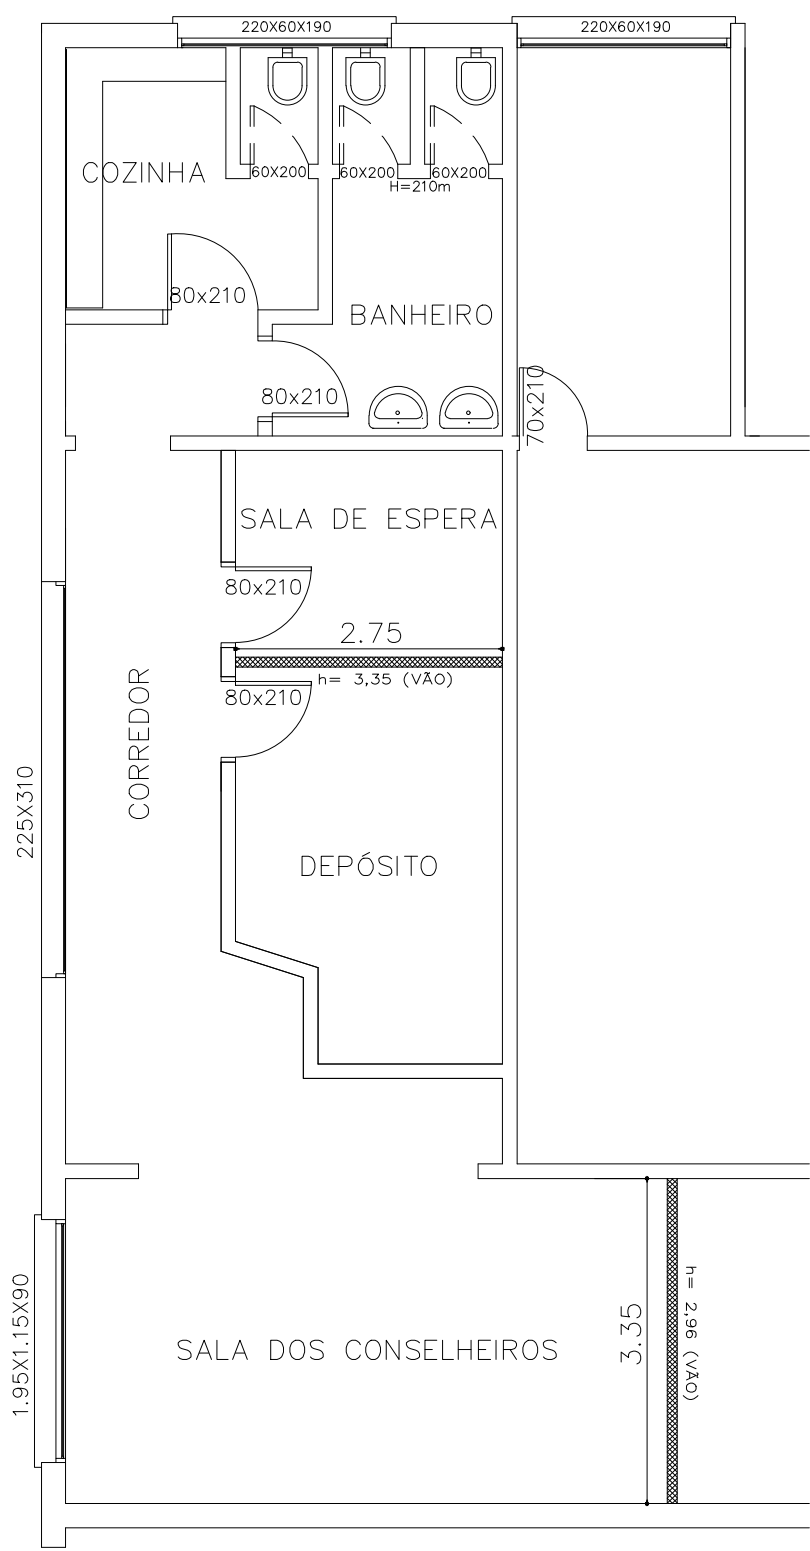 220X60X190
220X60X190
COZINHA
60X200
60X200
60X200
H=210m
80x210
BANHEIRO
80x210
70x210
SALA DE ESPERA
80x210
2.75
h= 3,35 (VÃO)
80x210
CORREDOR
225X310
DEPÓSITO
1.95X1.15X90
SALA DOS CONSELHEIROS
3.35
h= 2,96 (VÃO)